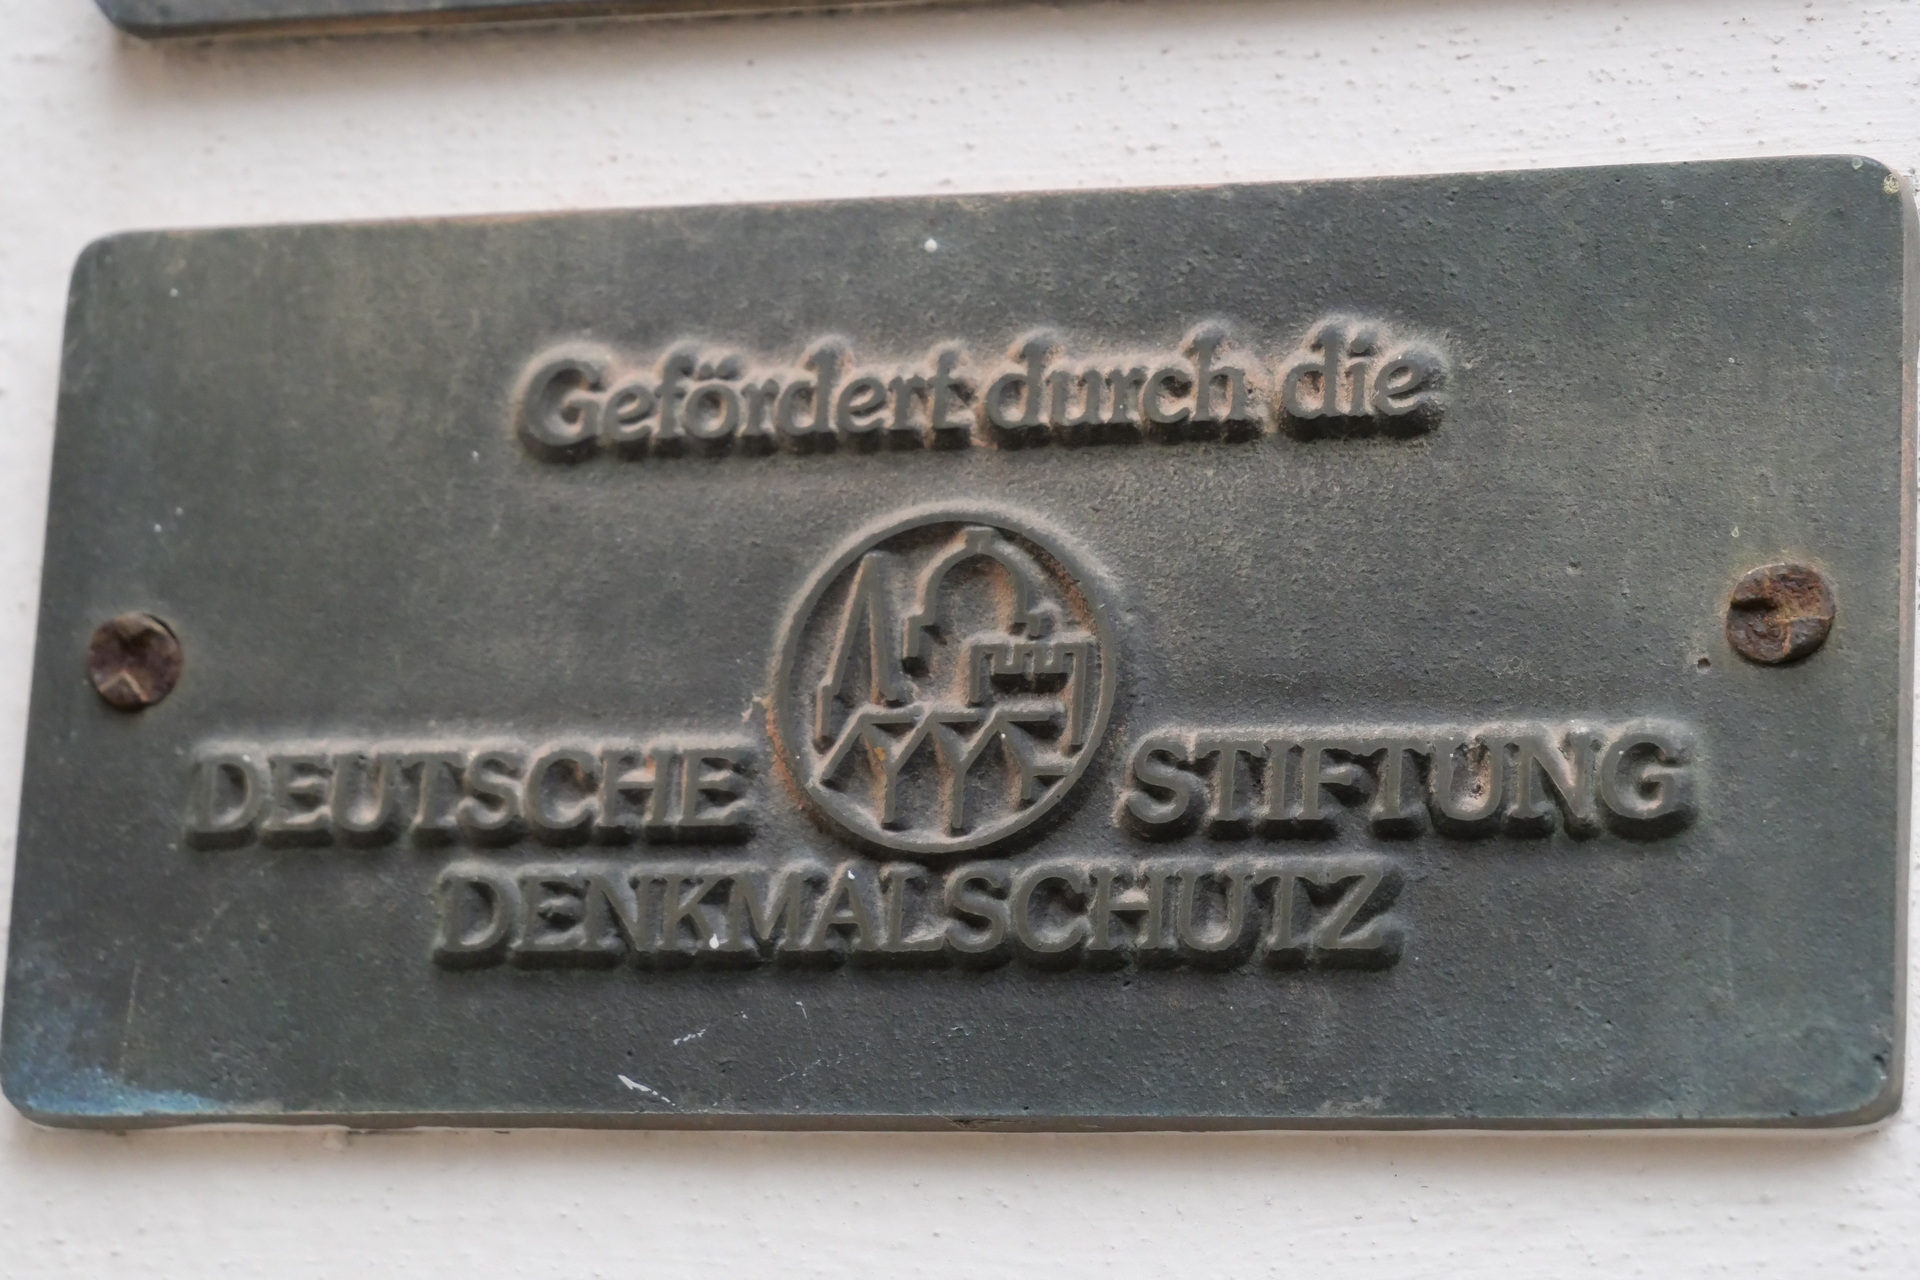 Gefördert durch die
DEUTSCHE STIFTUNG
DENKMALSCHUTZ